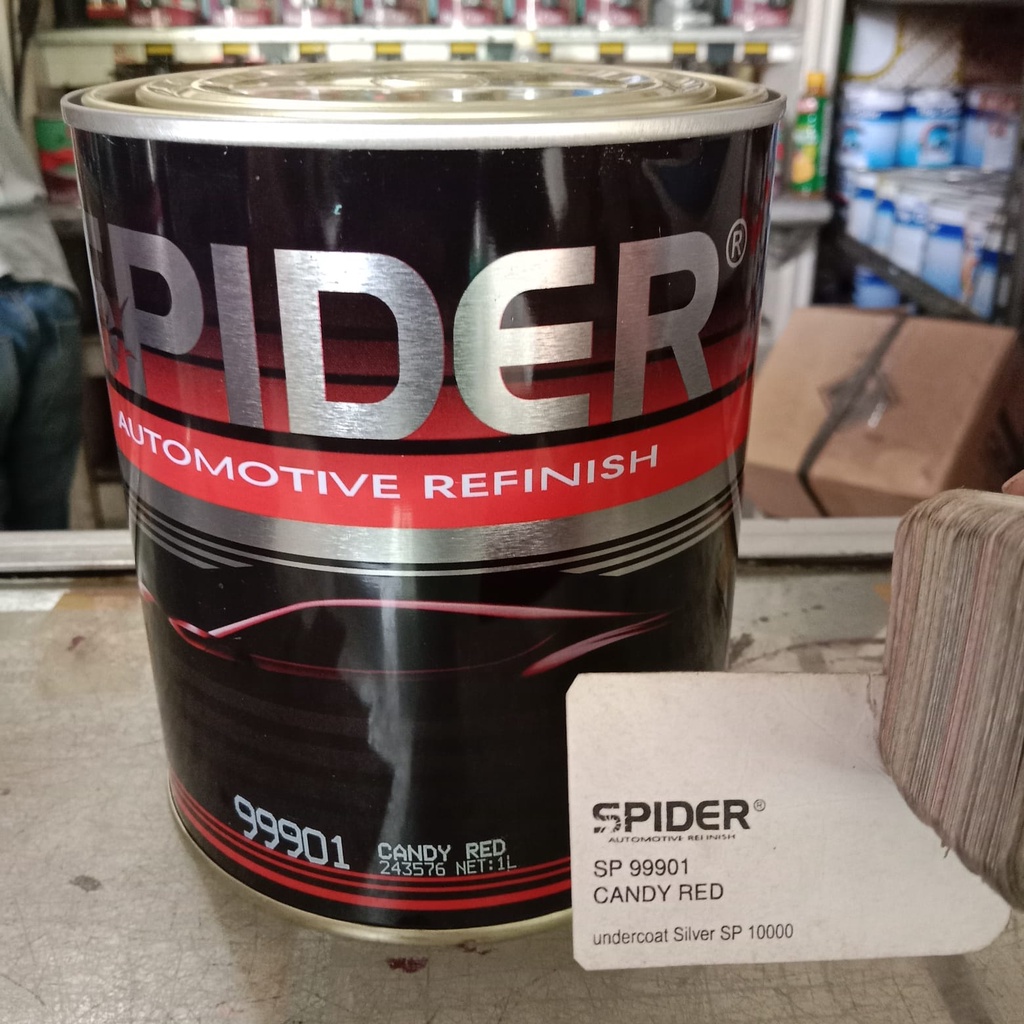 SPIDER®
AUTOMOTIVE REFINISH
99901
CANDY RED
243576 NET:1L
SPIDER®
AUTOMOTIVE REFINISH
SP 99901
CANDY RED
undercoat Silver SP 10000